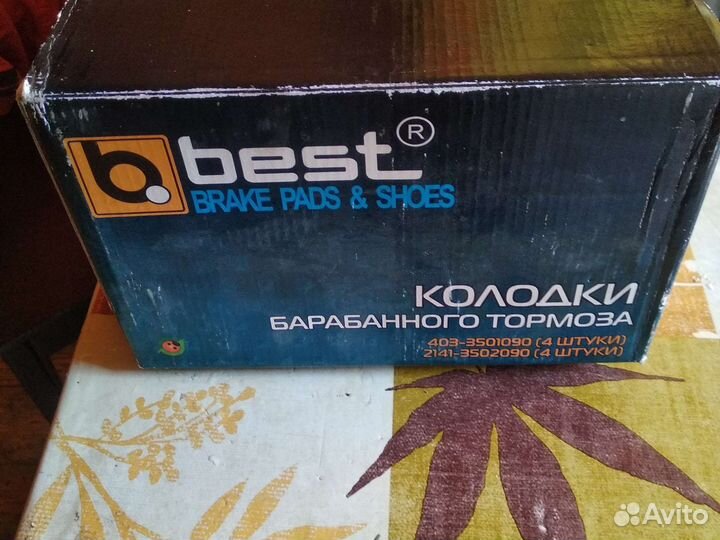 b.
best®
BRAKE PADS & SHOES
КОЛОДКИ
БАРАБАННОГО ТОРМОЗА
403-3501090 (4 ШТУКИ)
2141-3502090 (4 ШТУКИ)
Avito